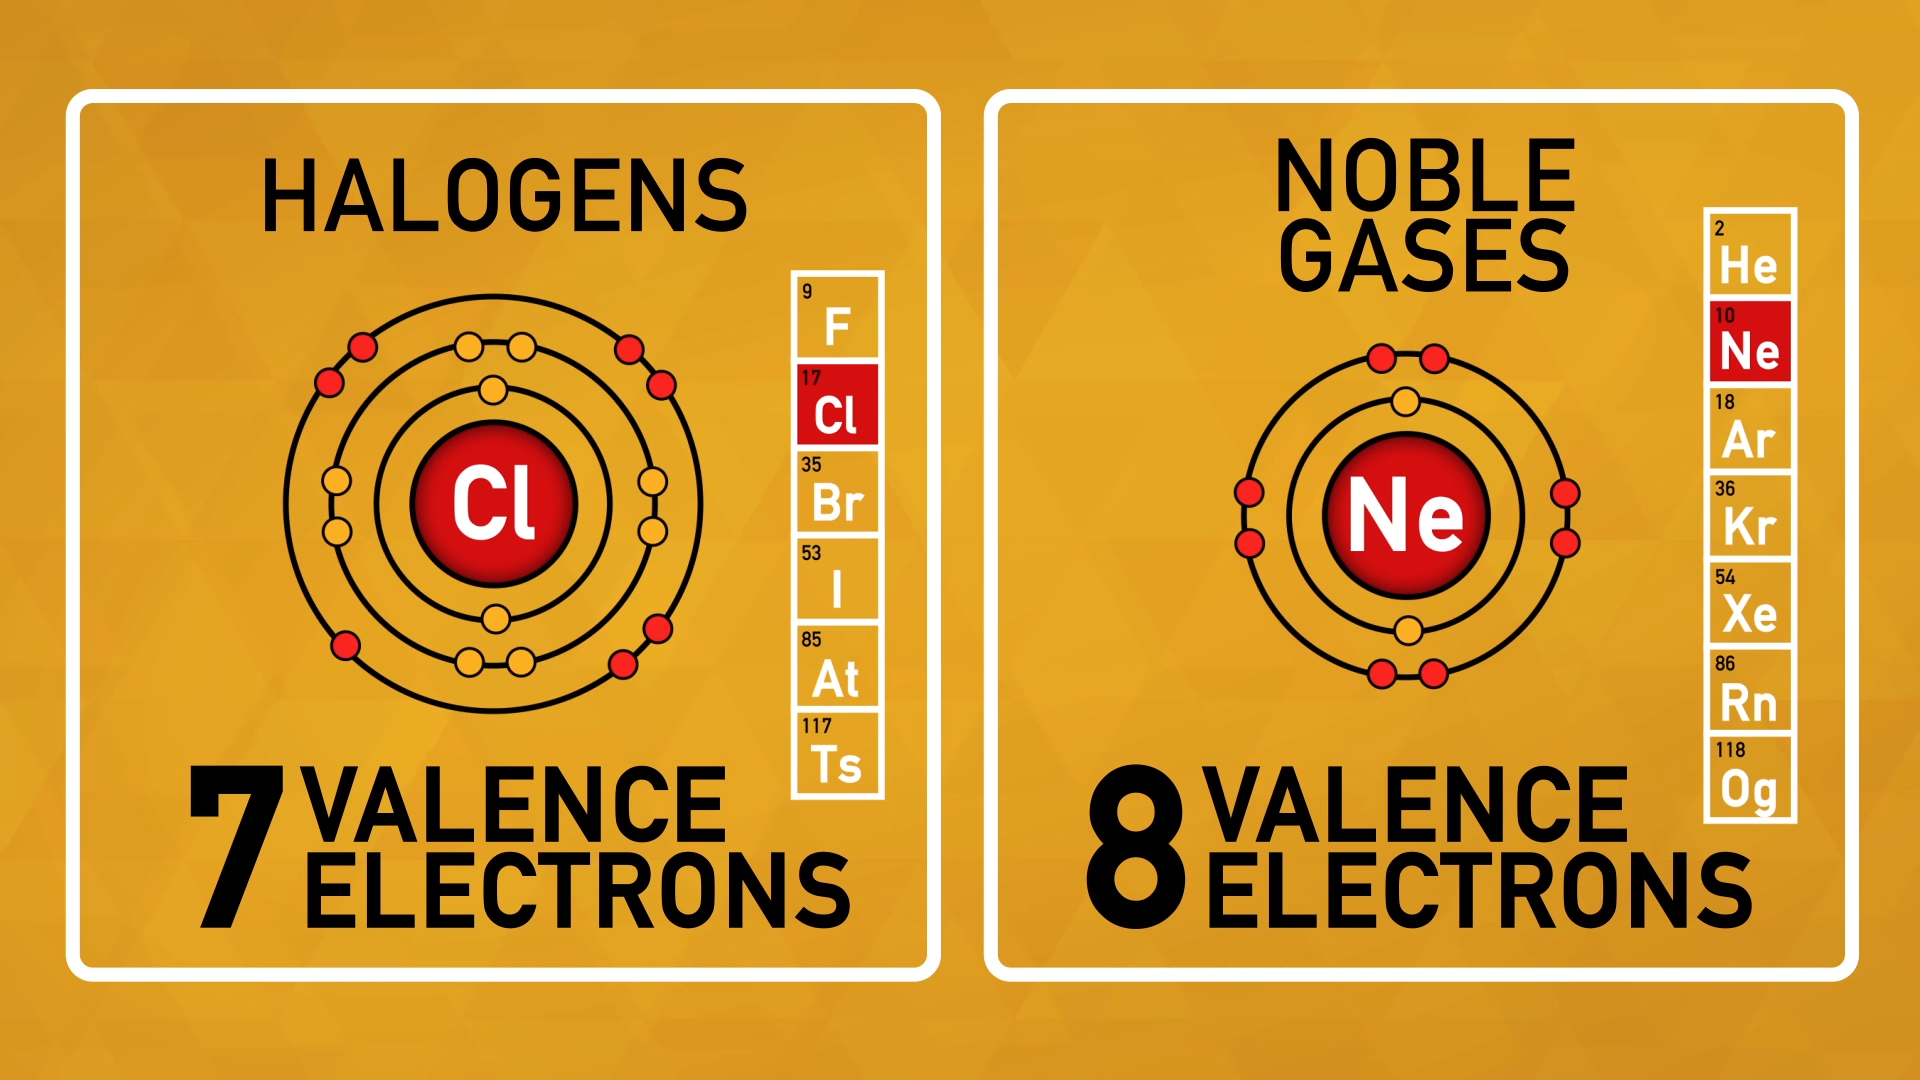 HALOGENS
Cl
9
F
17
Cl
35
Br
53
I
85
At
117
Ts
7
VALENCE
ELECTRONS
NOBLE
GASES
Ne
2
He
10
Ne
18
Ar
36
Kr
54
Xe
86
Rn
118
Og
8
VALENCE
ELECTRONS